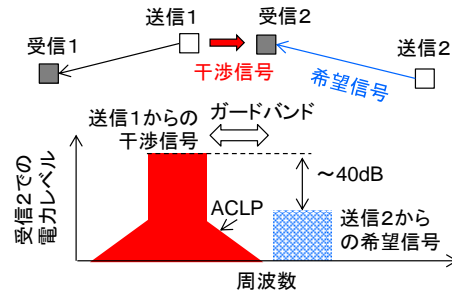 受信1
送信1
受信2
送信2
干渉信号
希望信号
送信1からの
干渉信号
ガードバンド
～40dB
ACLP
送信2から
の希望信号
受信2での
電力レベル
周波数